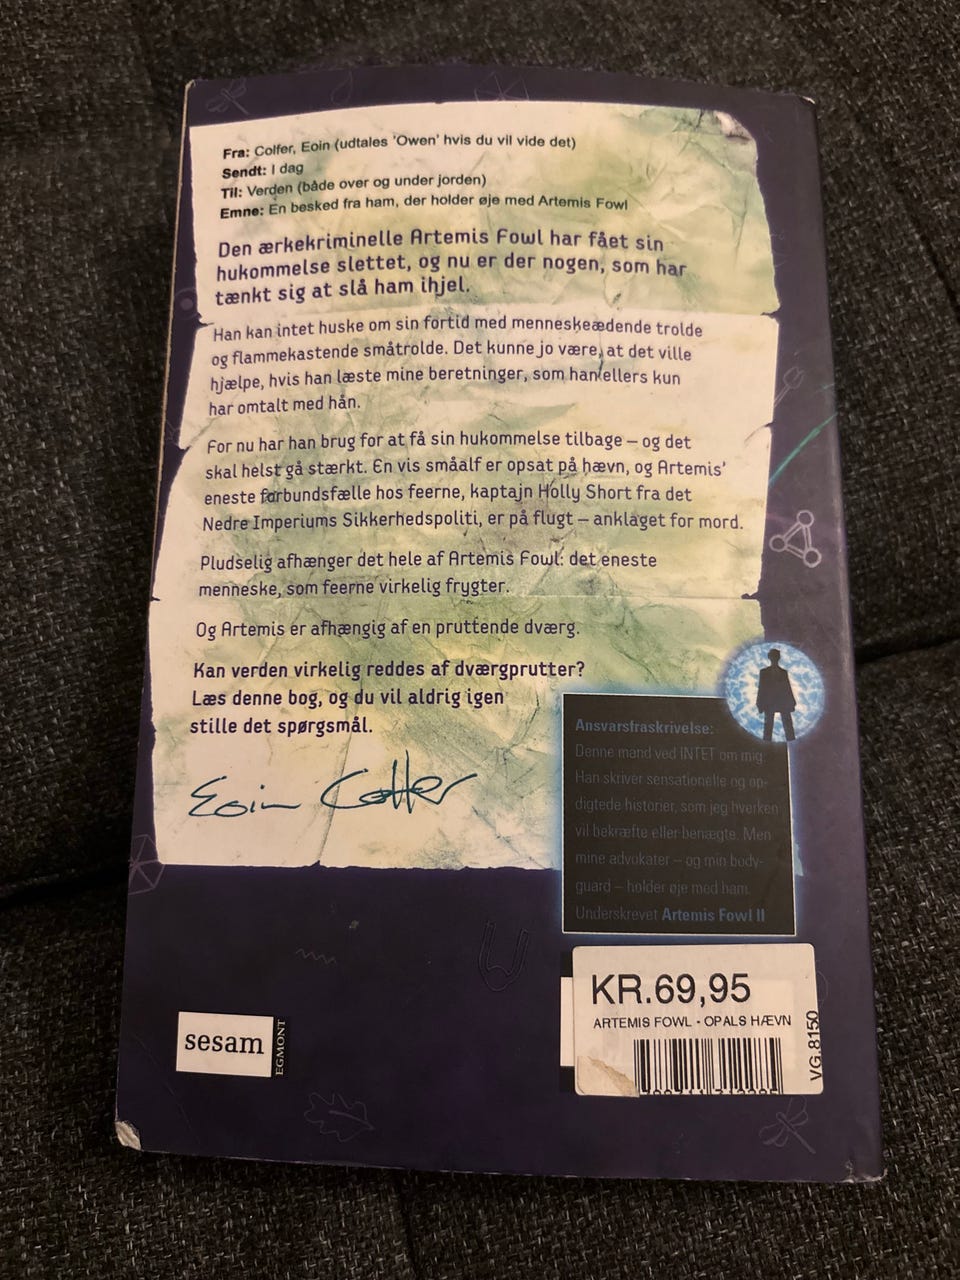 Fra: Colfer, Eoin (udtales 'Owen' hvis du vil vide det)
Sendt: I dag
Til: Verden (både over og under jorden)
Emne: En besked fra ham, der holder øje med Artemis Fowl
Den ærkekriminelle Artemis Fowl har fået sin
hukommelse slettet, og nu er der nogen, som har
tænkt sig at slå ham ihjel.
Han kan intet huske om sin fortid med menneskeædende trolde
og flammekastende småtrolde. Det kunne jo være, at det ville
hjælpe, hvis han læste mine beretninger, som han ellers kun
har omtalt med hån.
For nu har han brug for at få sin hukommelse tilbage – og det
skal helst gå stærkt. En vis småalf er opsat på hævn, og Artemis'
eneste forbundsfælle hos feerne, kaptajn Holly Short fra det
Nedre Imperiums Sikkerhedspoliti, er på flugt – anklaget for mord.
Pludselig afhænger det hele af Artemis Fowl: det eneste
menneske, som feerne virkelig frygter.
Og Artemis er afhængig af en pruttende dværg.
Kan verden virkelig reddes af dværgprutter?
Læs denne bog, og du vil aldrig igen
stille det spørgsmål.
Eoin Colfer
Ansvarsfraskrivelse:
Denne mand ved INTET om mig.
Han skriver sensationelle og op-
digtede historier, som jeg hverken
vil bekræfte eller benægte. Men
mine advokater – og min body-
guard – holder øje med ham.
Underskrevet Artemis Fowl II
KR.69,95
ARTEMIS FOWL - OPALS HÆVN
VG.8150
sesam
EGMONT